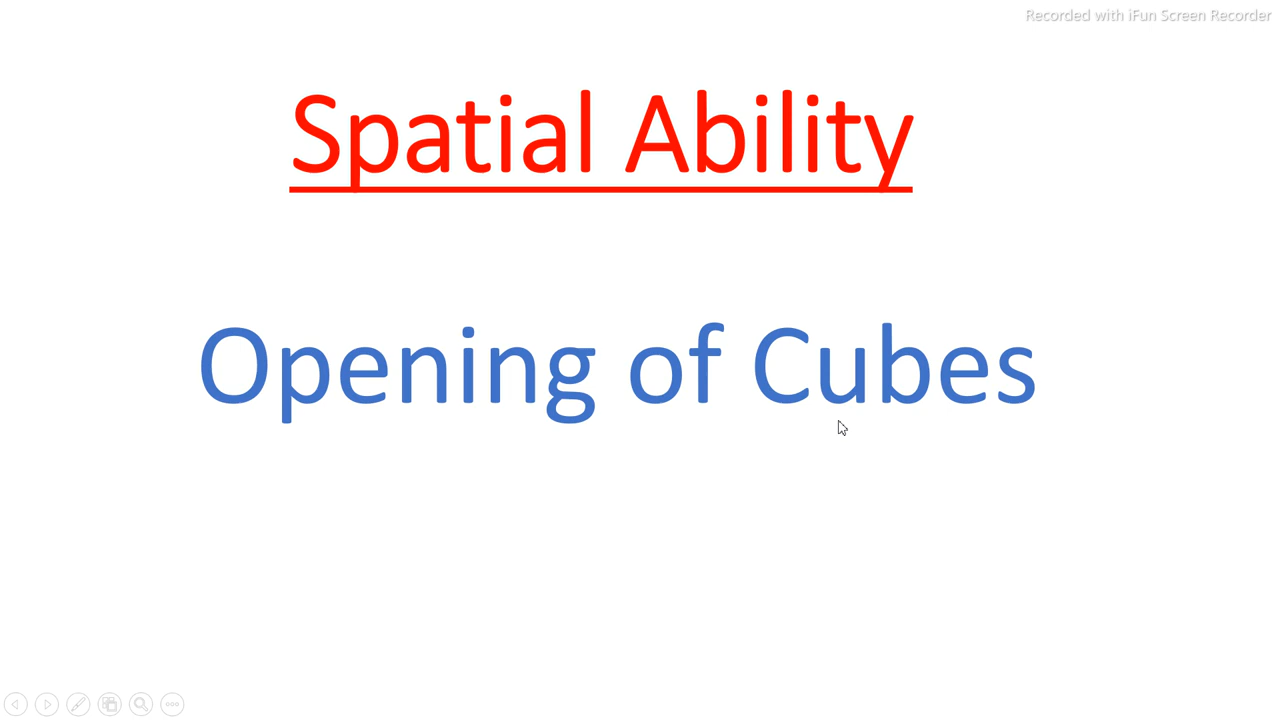 Recorded with iFun Screen Recorder
Spatial Ability
Opening of Cubes